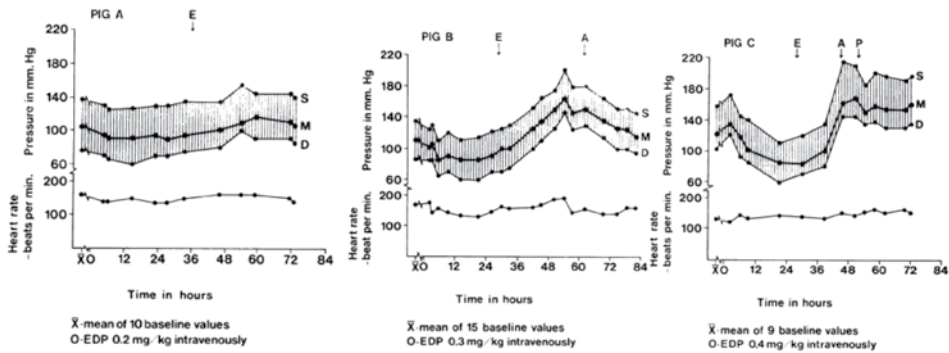 PIG A
E
220
180
140
100
60
Pressure in mm. Hg
S
M
D
200
100
Heart rate
- beats per min.
X̄ O 12 24 36 48 60 72 84
Time in hours
X̄-mean of 10 baseline values
O-EDP 0.2 mg/kg intravenously
PIG B
E
A
220
180
140
100
60
Pressure in mm. Hg
S
M
D
200
100
Heart rate
- beat per min.
X̄ O 12 24 36 48 60 72 84
Time in hours
X̄-mean of 15 baseline values
O-EDP 0.3 mg/kg intravenously
PIG C
E
A P
220
180
140
100
60
Pressure in mm. Hg
S
M
D
200
100
Heart rate
- beat per min.
X̄ O 12 24 36 48 60 72 84
Time in hours
X̄-mean of 9 baseline values
O-EDP 0.4 mg/kg intravenously